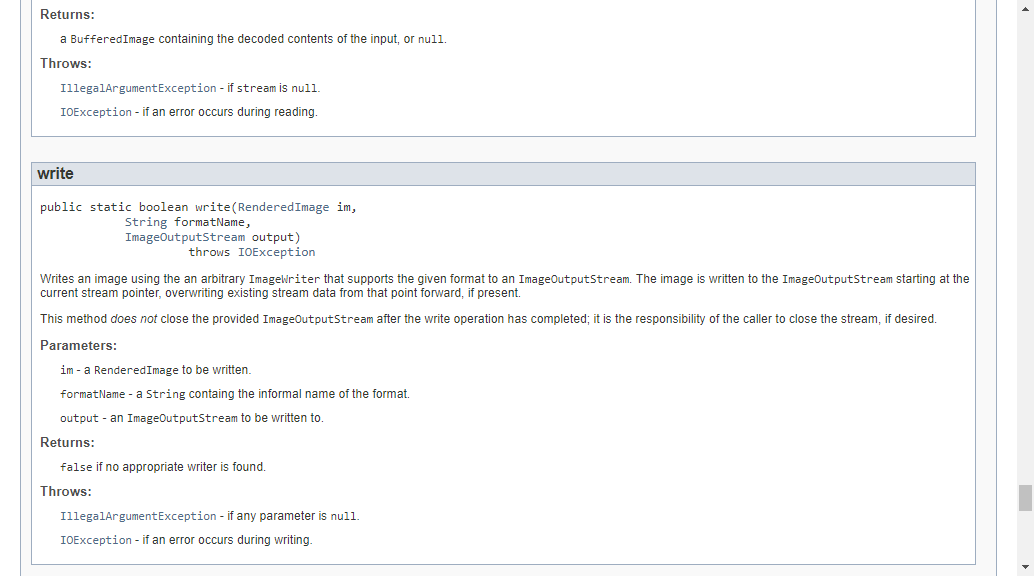 Returns:
a BufferedImage containing the decoded contents of the input, or null.
Throws:
IllegalArgumentException - if stream is null.
IOException - if an error occurs during reading.
write
public static boolean write(RenderedImage im,
String formatName,
ImageOutputStream output)
throws IOException
Writes an image using the an arbitrary ImageWriter that supports the given format to an ImageOutputStream. The image is written to the ImageOutputStream starting at the
current stream pointer, overwriting existing stream data from that point forward, if present.
This method does not close the provided ImageOutputStream after the write operation has completed; it is the responsibility of the caller to close the stream, if desired.
Parameters:
im - a RenderedImage to be written.
formatName - a String containg the informal name of the format.
output - an ImageOutputStream to be written to.
Returns:
false if no appropriate writer is found.
Throws:
IllegalArgumentException - if any parameter is null.
IOException - if an error occurs during writing.